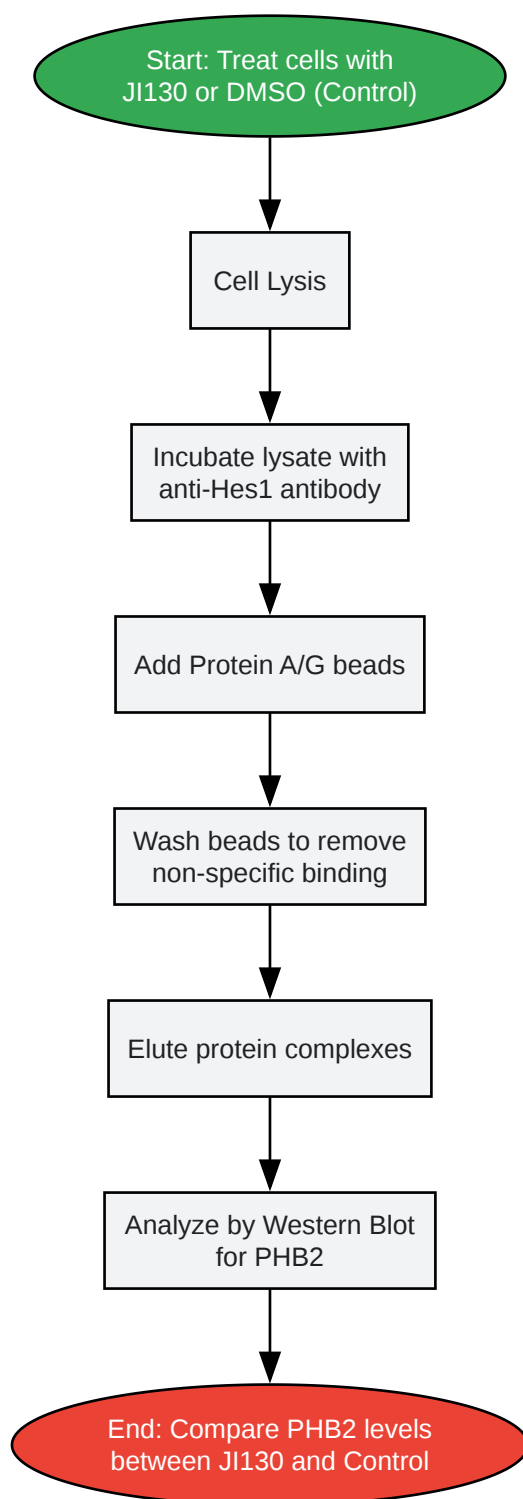 Start: Treat cells with
JI130 or DMSO (Control)
Cell Lysis
Incubate lysate with
anti-Hes1 antibody
Add Protein A/G beads
Wash beads to remove
non-specific binding
Elute protein complexes
Analyze by Western Blot
for PHB2
End: Compare PHB2 levels
between JI130 and Control